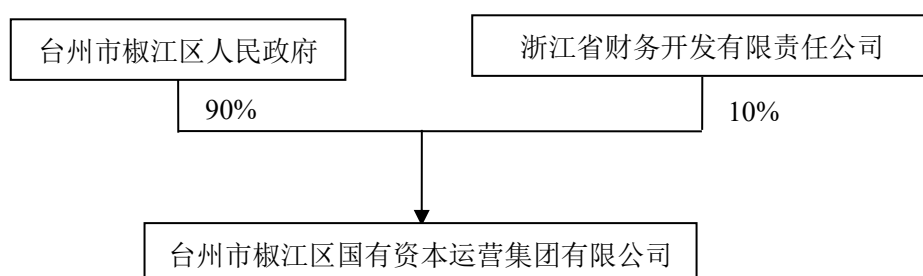 台州市椒江区人民政府
浙江省财务开发有限责任公司
90%
10%
台州市椒江区国有资本运营集团有限公司